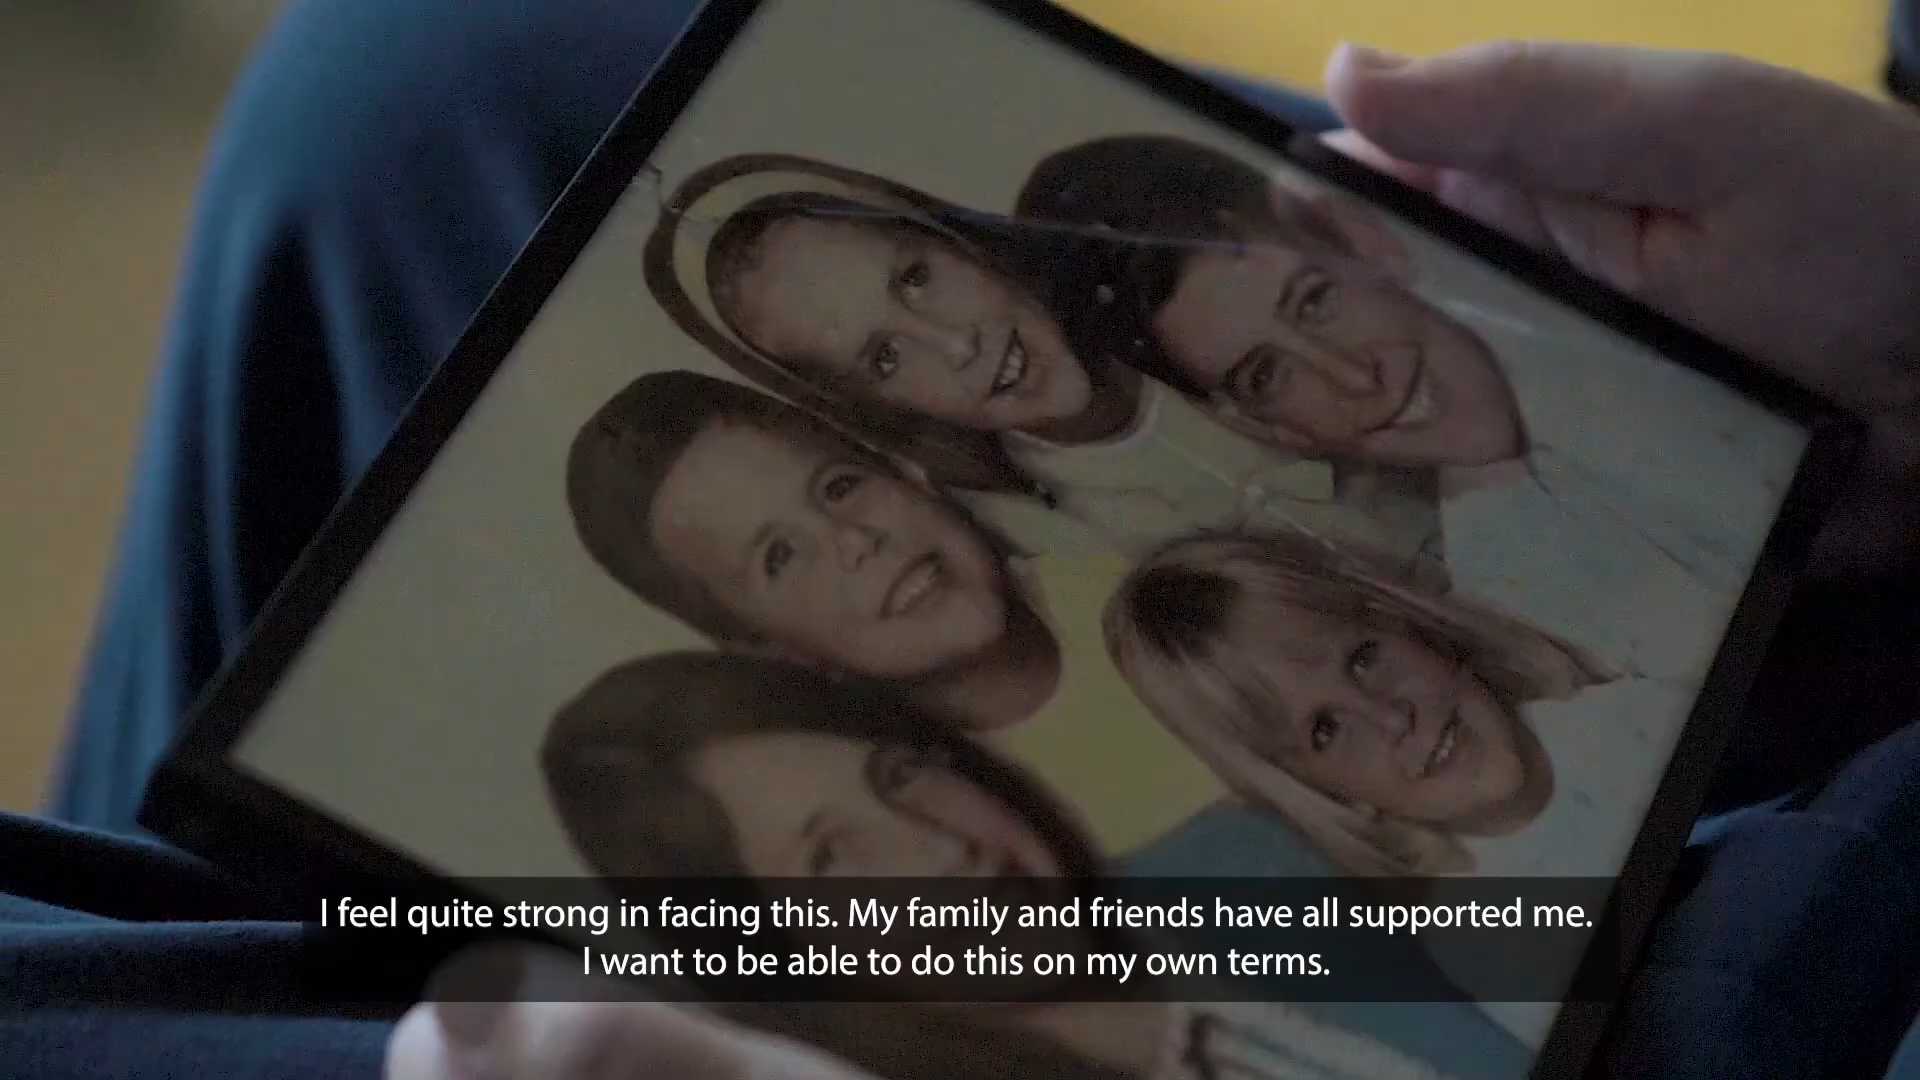 I feel quite strong in facing this. My family and friends have all supported me.
I want to be able to do this on my own terms.